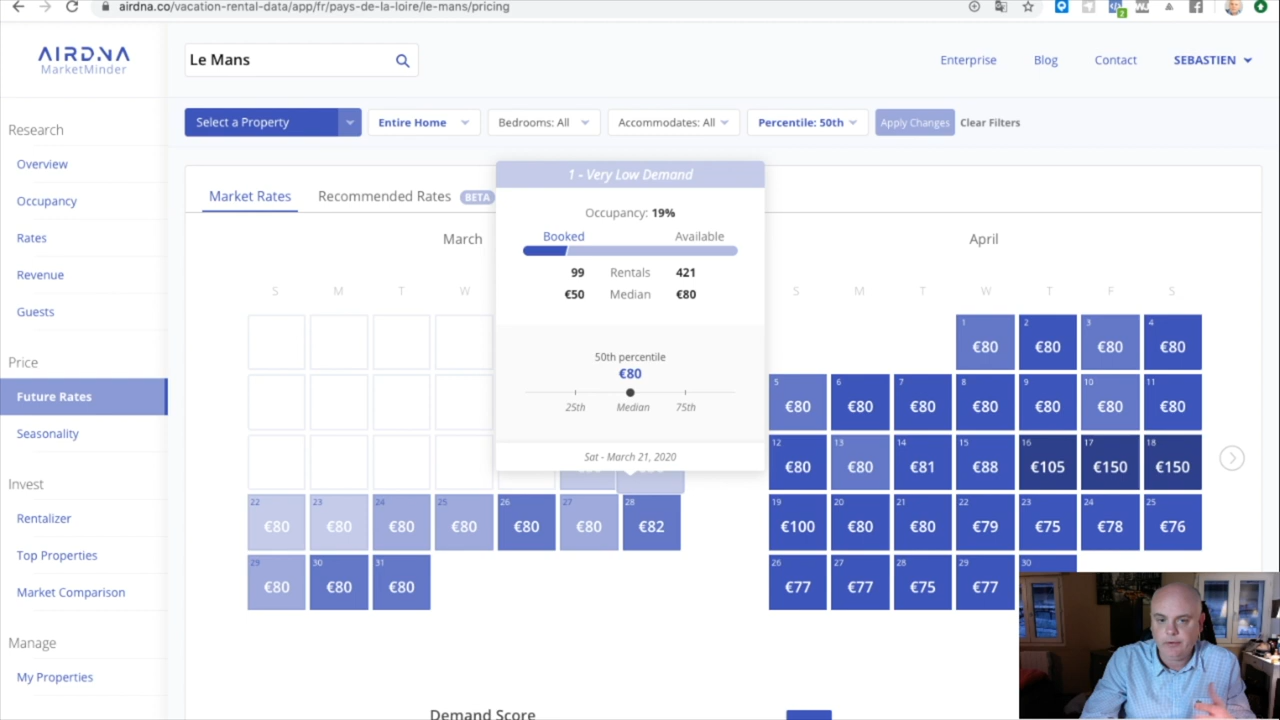 airdna.co/vacation-rental-data/app/fr/pays-de-la-loire/le-mans/pricing
2
AIRDNA
MarketMinder
Le Mans
Enterprise
Blog
Contact
SEBASTIEN
Research
Overview
Occupancy
Rates
Revenue
Guests
Price
Future Rates
Seasonality
Invest
Rentalizer
Top Properties
Market Comparison
Manage
My Properties
Select a Property
Entire Home
Bedrooms: All
Accommodates: All
Percentile: 50th
Apply Changes
Clear Filters
Market Rates
Recommended Rates BETA
1 - Very Low Demand
Occupancy: 19%
Booked Available
99 Rentals 421
€50 Median €80
50th percentile
€80
25th Median 75th
Sat - March 21, 2020
March
S M T W
22 23 24 25 26 27 28
€80 €80 €80 €80 €80 €80 €82
29 30 31
€80 €80 €80
April
S M T W T F S
1 2 3 4
€80 €80 €80 €80
5 6 7 8 9 10 11
€80 €80 €80 €80 €80 €80 €80
12 13 14 15 16 17 18
€80 €80 €81 €88 €105 €150 €150
19 20 21 22 23 24 25
€100 €80 €80 €79 €75 €78 €76
26 27 28 29 30
€77 €77 €75 €77
Demand Score